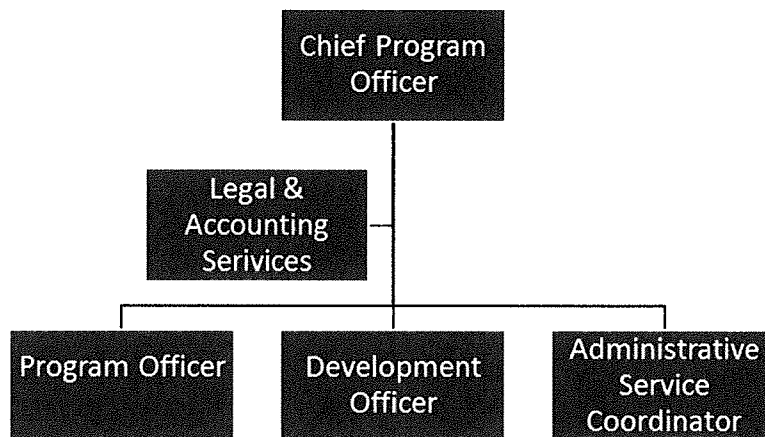 Chief Program
Officer
Legal &
Accounting
Serivices
Program Officer
Development
Officer
Administrative
Service
Coordinator